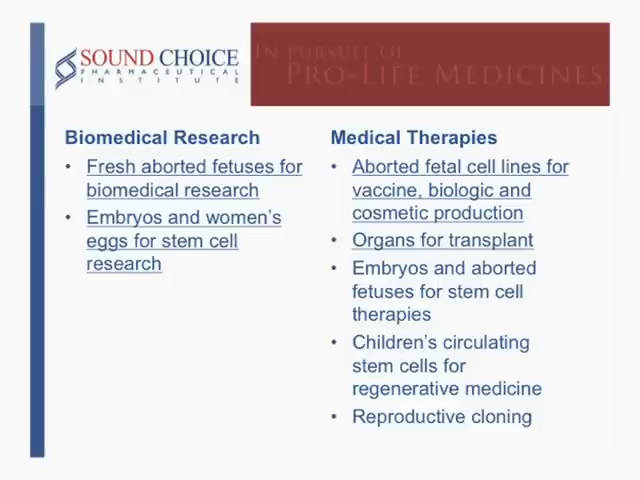 SOUND CHOICE
PHARMACEUTICAL
INSTITUTE
IN PURSUIT OF
PRO-LIFE MEDICINES
Biomedical Research
• Fresh aborted fetuses for
biomedical research
• Embryos and women's
eggs for stem cell
research
Medical Therapies
• Aborted fetal cell lines for
vaccine, biologic and
cosmetic production
• Organs for transplant
• Embryos and aborted
fetuses for stem cell
therapies
• Children's circulating
stem cells for
regenerative medicine
• Reproductive cloning